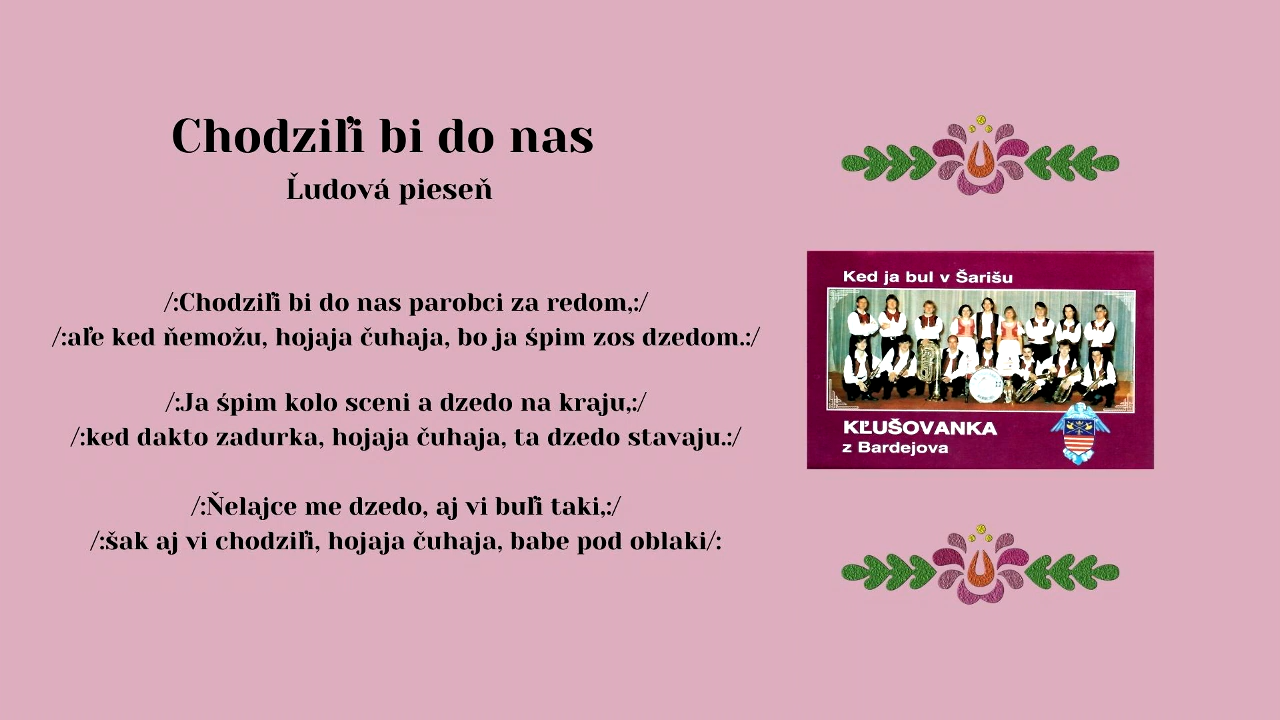 Chodziľi bi do nas
Ľudová pieseň
/:Chodziľi bi do nas parobci za redom,:/
/:aľe ked ňemožu, hojaja čuhaja, bo ja śpim zos dzedom.:/
/:Ja śpim kolo sceni a dzedo na kraju,:/
/:ked dakto zadurka, hojaja čuhaja, ta dzedo stavaju.:/
/:Ňelajce me dzedo, aj vi buľi taki,:/
/:šak aj vi chodziľi, hojaja čuhaja, babe pod oblaki/:
Ked ja bul v Šarišu
KĽUŠOVANKA
z Bardejova